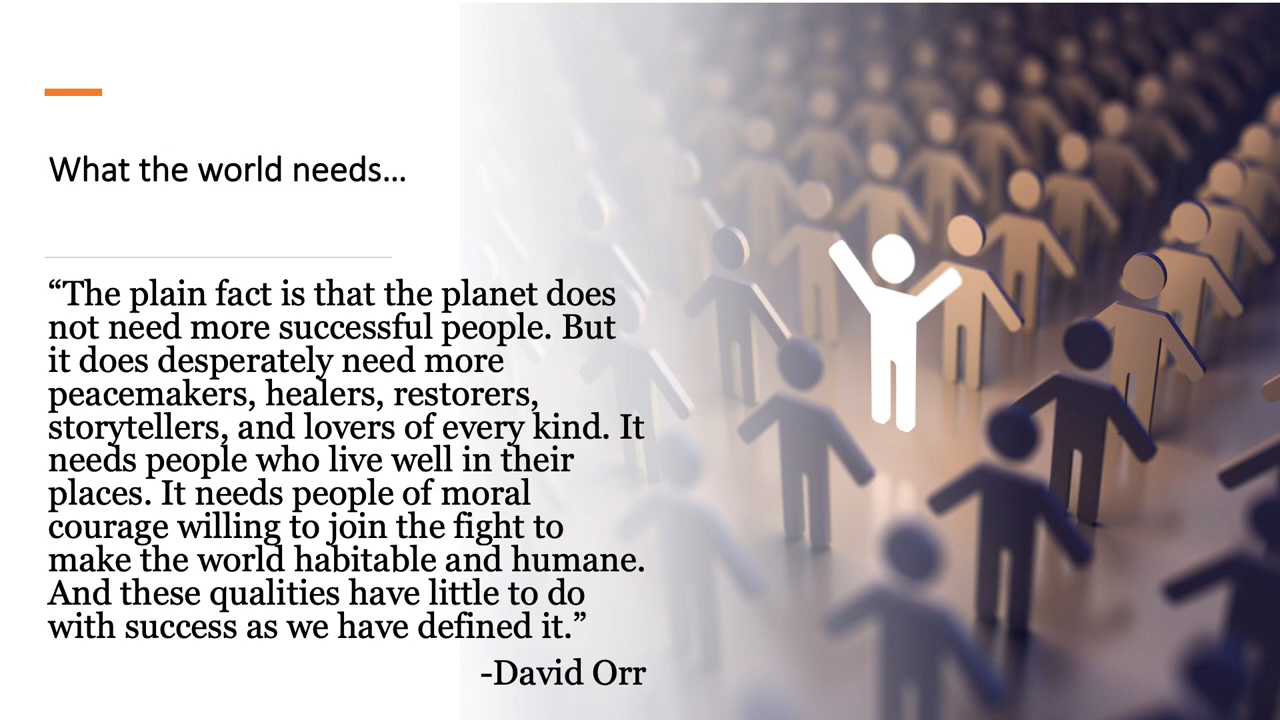 What the world needs…
“The plain fact is that the planet does
not need more successful people. But
it does desperately need more
peacemakers, healers, restorers,
storytellers, and lovers of every kind. It
needs people who live well in their
places. It needs people of moral
courage willing to join the fight to
make the world habitable and humane.
And these qualities have little to do
with success as we have defined it.”
-David Orr